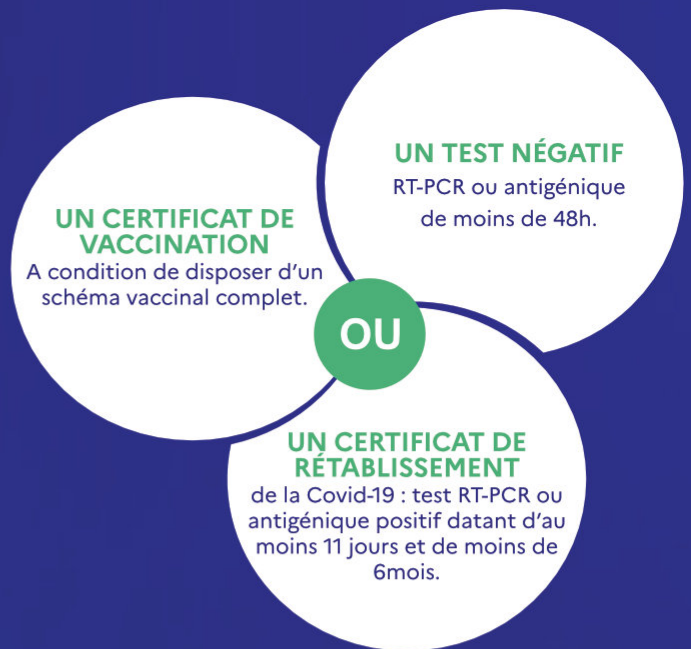 UN TEST NÉGATIF
RT-PCR ou antigénique
de moins de 48h.
UN CERTIFICAT DE
VACCINATION
A condition de disposer d'un
schéma vaccinal complet.
OU
UN CERTIFICAT DE
RÉTABLISSEMENT
de la Covid-19 : test RT-PCR ou
antigénique positif datant d'au
moins 11 jours et de moins de
6mois.